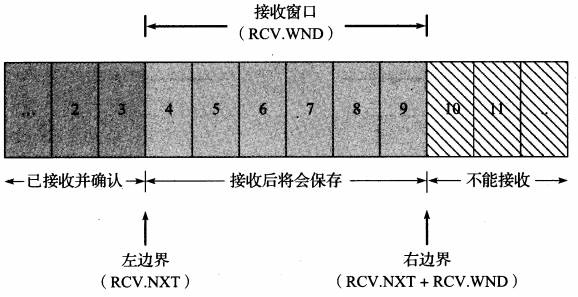 接收窗口
(RCV.WND)
... 2 3 4 5 6 7 8 9 10 11 ..
已接收并确认 接收后将会保存 不能接收
左边界 右边界
(RCV.NXT) (RCV.NXT + RCV.WND)